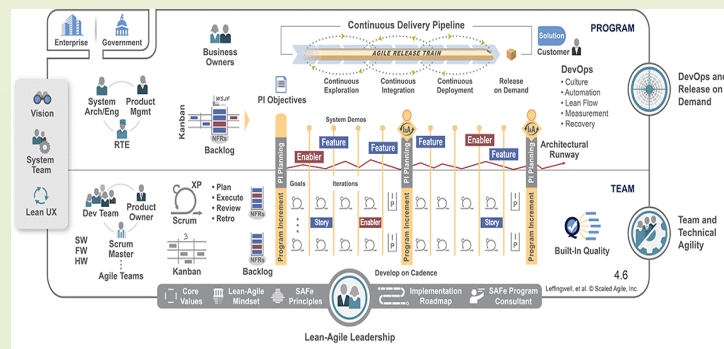 Enterprise
Government
Business
Owners
Continuous Delivery Pipeline
AGILE RELEASE TRAIN
Continuous
Exploration
Continuous
Integration
Continuous
Deployment
Release
on Demand
Solution
Customer
PROGRAM
DevOps
• Culture
• Automation
• Lean Flow
• Measurement
• Recovery
DevOps and
Release on
Demand
Vision
System
Team
Lean UX
System
Arch/Eng
Product
Mgmt
RTE
Kanban
WSJF
NFRs
Backlog
PI Objectives
System Demos
PI Planning
Enabler
Feature
Feature
I&A
PI Planning
Feature
Enabler
Feature
I&A
PI Planning
Architectural
Runway
TEAM
Dev Team
Product
Owner
Scrum
Master
Agile Teams
SW
FW
HW
XP
Scrum
• Plan
• Execute
• Review
• Retro
NFRs
3
Kanban
NFRs
Backlog
Program Increment
Goals
Iterations
Story
Enabler
IP
Program Increment
Story
IP
Program Increment
Built-In Quality
Team and
Technical
Agility
Develop on Cadence
4.6
Leffingwell, et al. © Scaled Agile, Inc.
Core
Values
Lean-Agile
Mindset
SAFe
Principles
Implementation
Roadmap
SAFe Program
Consultant
Lean-Agile Leadership